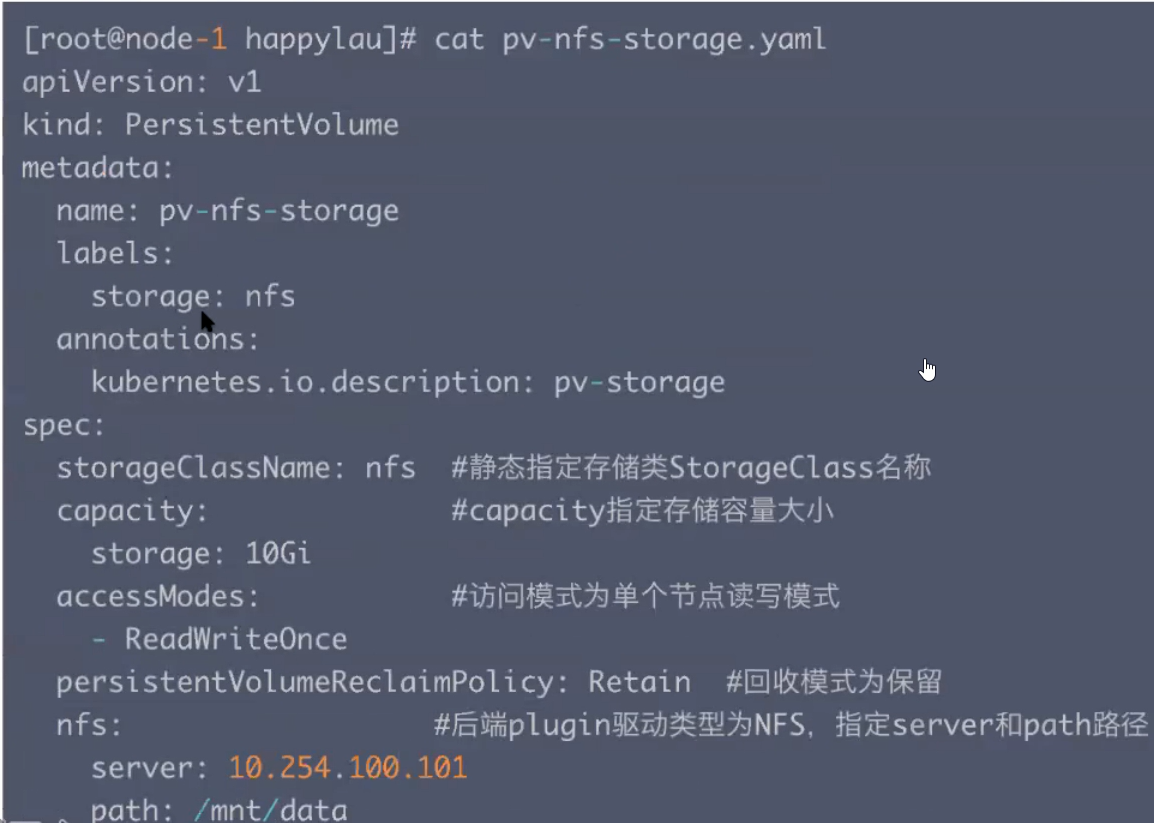 [root@node-1 happylau]# cat pv-nfs-storage.yaml
apiVersion: v1
kind: PersistentVolume
metadata:
  name: pv-nfs-storage
  labels:
    storage: nfs
  annotations:
    kubernetes.io.description: pv-storage
spec:
  storageClassName: nfs  #静态指定存储类StorageClass名称
  capacity:              #capacity指定存储容量大小
    storage: 10Gi
  accessModes:           #访问模式为单个节点读写模式
    - ReadWriteOnce
  persistentVolumeReclaimPolicy: Retain  #回收模式为保留
  nfs:                  #后端plugin驱动类型为NFS，指定server和path路径
    server: 10.254.100.101
    path: /mnt/data